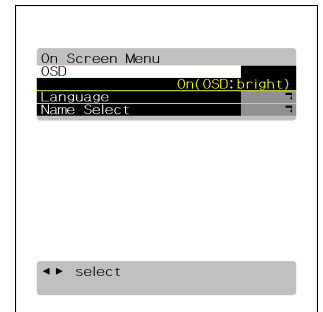 On Screen Menu
OSD
On(OSD:bright)
Language
Name Select
◄► select